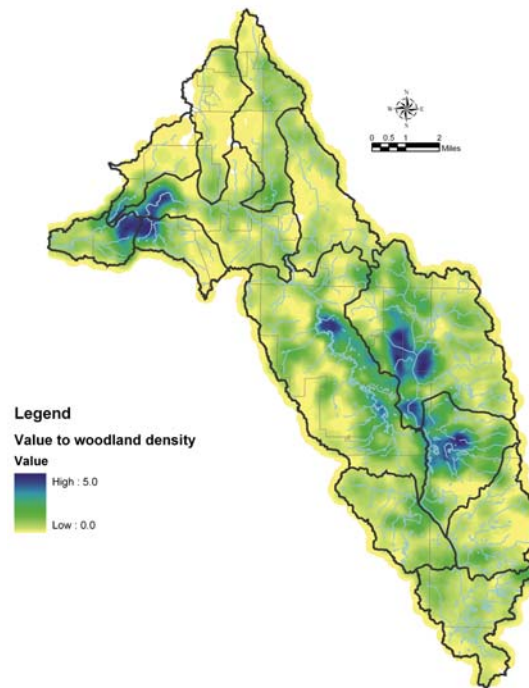 N
W E
S
0 0.5 1 2
Miles
Legend
Value to woodland density
Value
High : 5.0
Low : 0.0